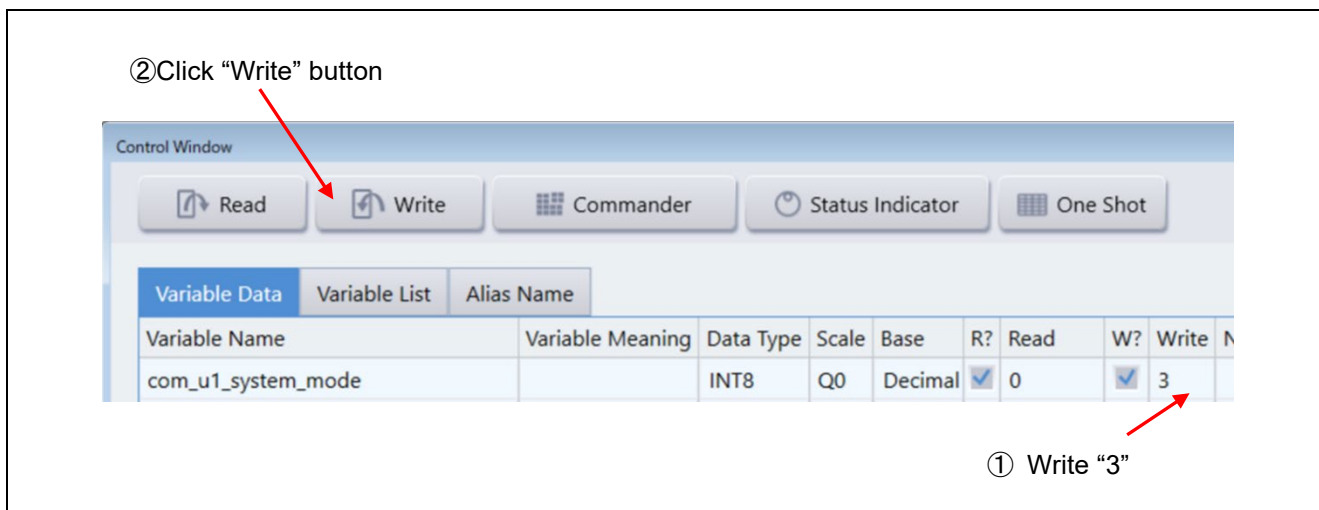 ②Click “Write” button
Control Window
Read Write Commander Status Indicator One Shot
Variable Data Variable List Alias Name
Variable Name Variable Meaning Data Type Scale Base R? Read W? Write
com_u1_system_mode INT8 Q0 Decimal 0 3
① Write “3”